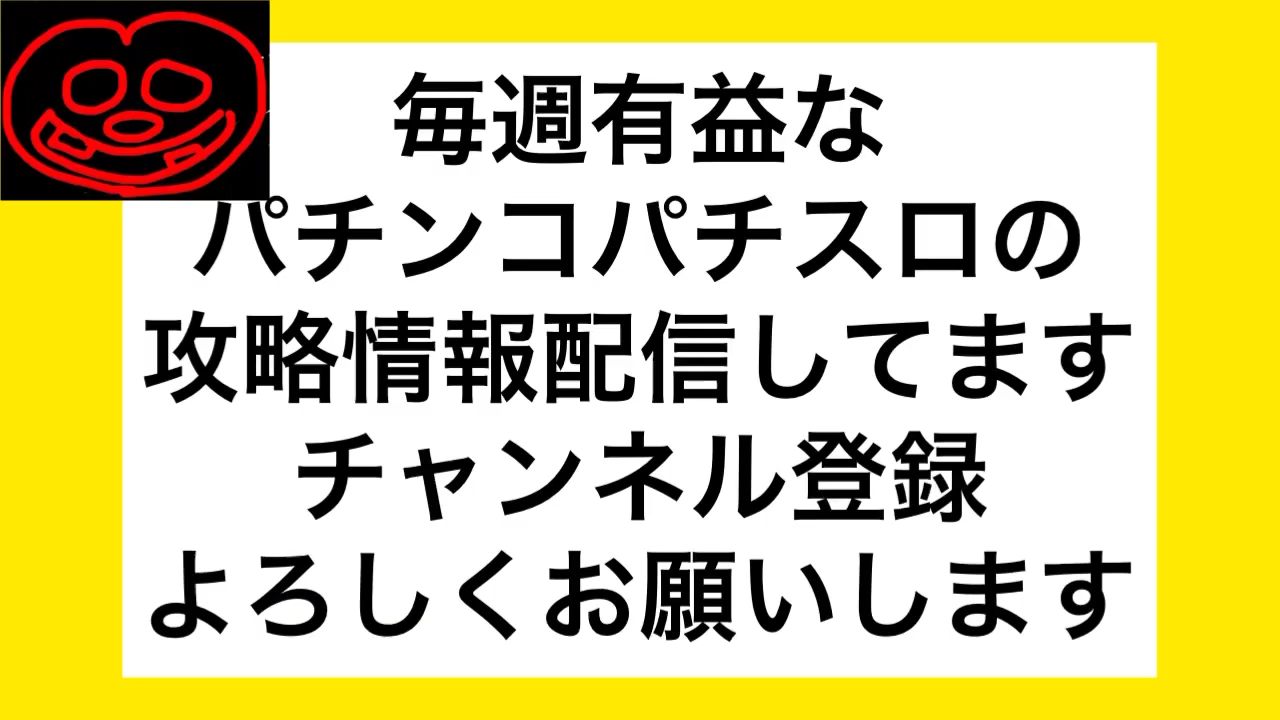 毎週有益な
パチンコパチスロの
攻略情報配信してます
チャンネル登録
よろしくお願いします